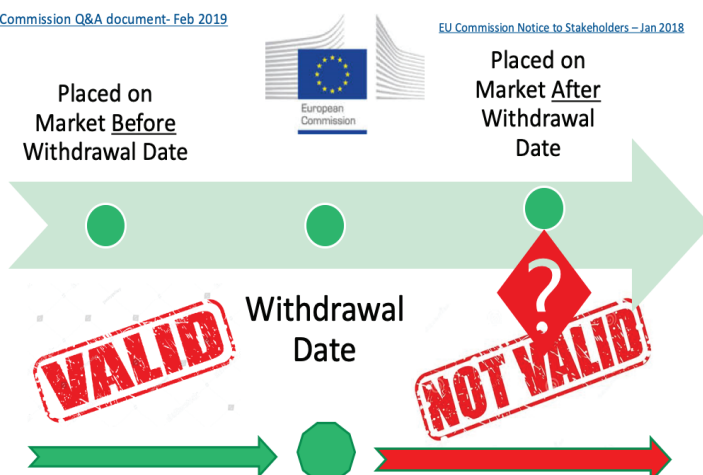 Commission Q&A document- Feb 2019
EU Commission Notice to Stakeholders – Jan 2018
European
Commission
Placed on
Market Before
Withdrawal Date
Placed on
Market After
Withdrawal
Date
?
VALID
Withdrawal
Date
NOT VALID